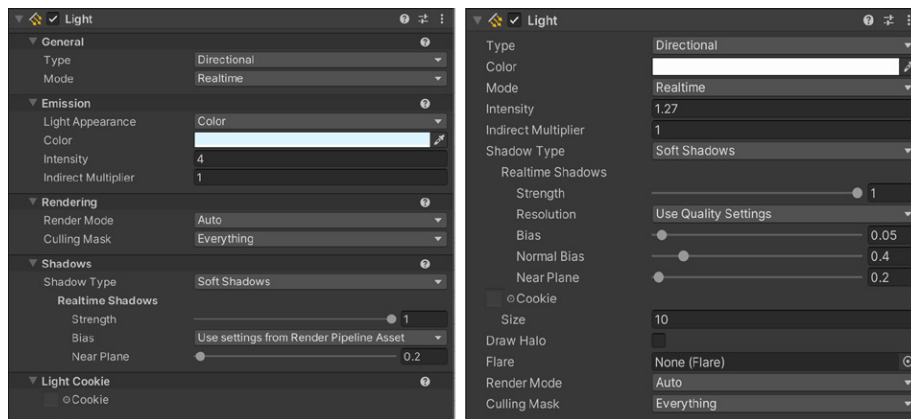 Light
General
Type Directional
Mode Realtime
Emission
Light Appearance Color
Color
Intensity 4
Indirect Multiplier 1
Rendering
Render Mode Auto
Culling Mask Everything
Shadows
Shadow Type Soft Shadows
Realtime Shadows
Strength 1
Bias Use settings from Render Pipeline Asset
Near Plane 0.2
Light Cookie
Cookie
Light
Type Directional
Color
Mode Realtime
Intensity 1.27
Indirect Multiplier 1
Shadow Type Soft Shadows
Realtime Shadows
Strength 1
Resolution Use Quality Settings
Bias 0.05
Normal Bias 0.4
Near Plane 0.2
Cookie
Size 10
Draw Halo
Flare None (Flare)
Render Mode Auto
Culling Mask Everything